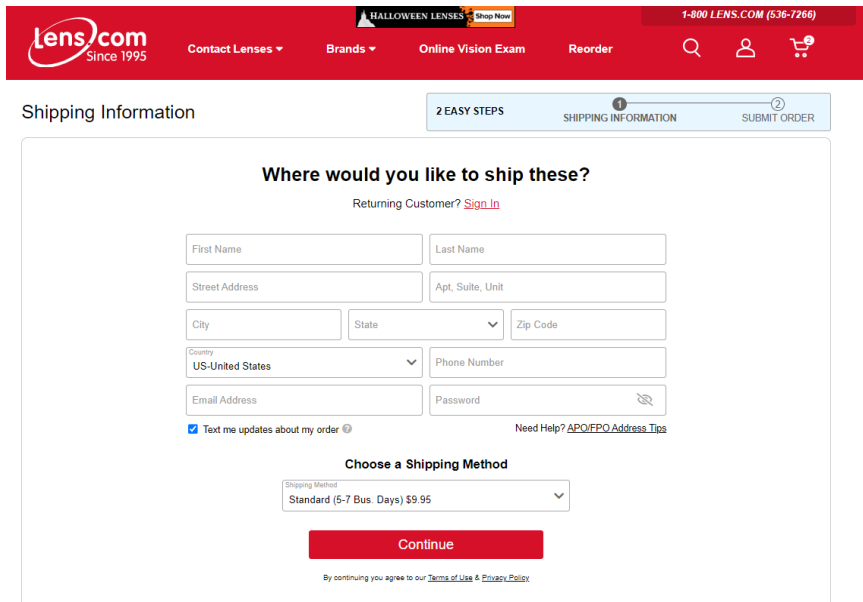 HALLOWEEN LENSES Shop Now
1-800 LENS.COM (536-7266)
Lens.com
Since 1995
Contact Lenses
Brands
Online Vision Exam
Reorder
2
Shipping Information
2 EASY STEPS
1
SHIPPING INFORMATION
2
SUBMIT ORDER
Where would you like to ship these?
Returning Customer? Sign In
First Name
Last Name
Street Address
Apt, Suite, Unit
City
State
Zip Code
Country
US-United States
Phone Number
Email Address
Password
Text me updates about my order ?
Need Help? APO/FPO Address Tips
Choose a Shipping Method
Shipping Method
Standard (5-7 Bus. Days) $9.95
Continue
By continuing you agree to our Terms of Use & Privacy Policy